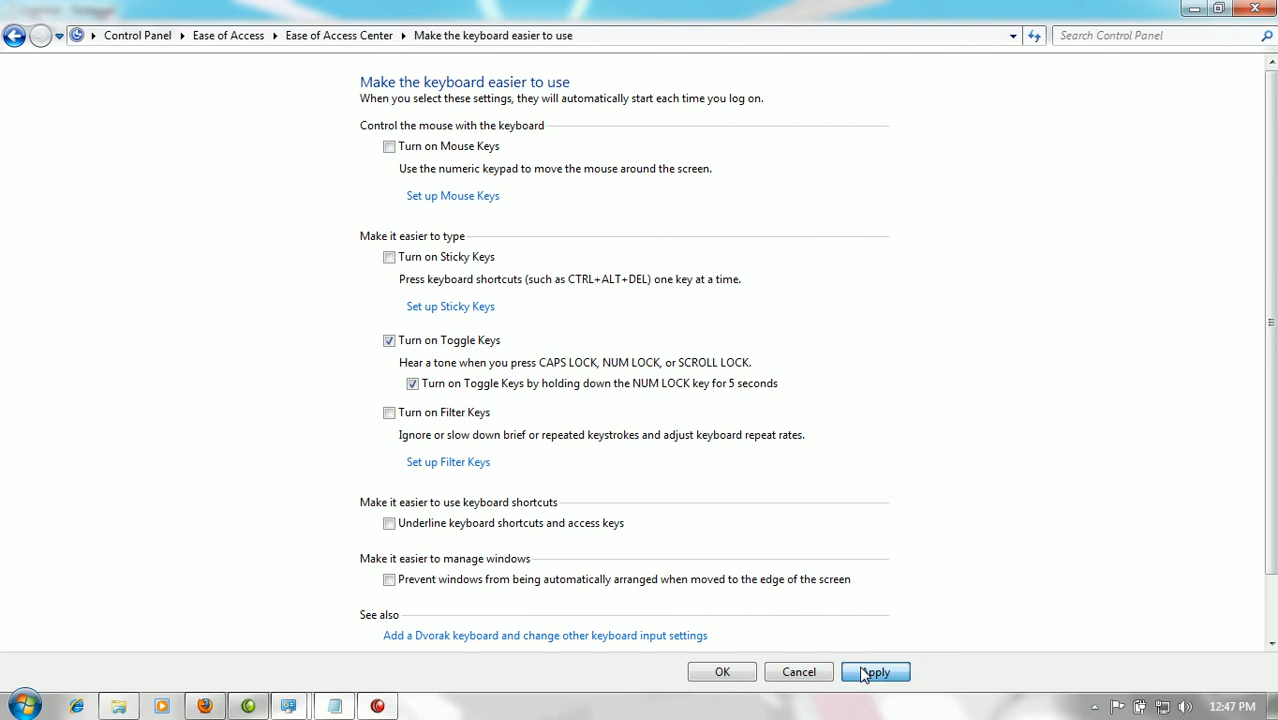 Control Panel Ease of Access Ease of Access Center Make the keyboard easier to use Search Control Panel
Make the keyboard easier to use
When you select these settings, they will automatically start each time you log on.
Control the mouse with the keyboard
Turn on Mouse Keys
Use the numeric keypad to move the mouse around the screen.
Set up Mouse Keys
Make it easier to type
Turn on Sticky Keys
Press keyboard shortcuts (such as CTRL+ALT+DEL) one key at a time.
Set up Sticky Keys
Turn on Toggle Keys
Hear a tone when you press CAPS LOCK, NUM LOCK, or SCROLL LOCK.
Turn on Toggle Keys by holding down the NUM LOCK key for 5 seconds
Turn on Filter Keys
Ignore or slow down brief or repeated keystrokes and adjust keyboard repeat rates.
Set up Filter Keys
Make it easier to use keyboard shortcuts
Underline keyboard shortcuts and access keys
Make it easier to manage windows
Prevent windows from being automatically arranged when moved to the edge of the screen
See also
Add a Dvorak keyboard and change other keyboard input settings
OK Cancel Apply
12:47 PM